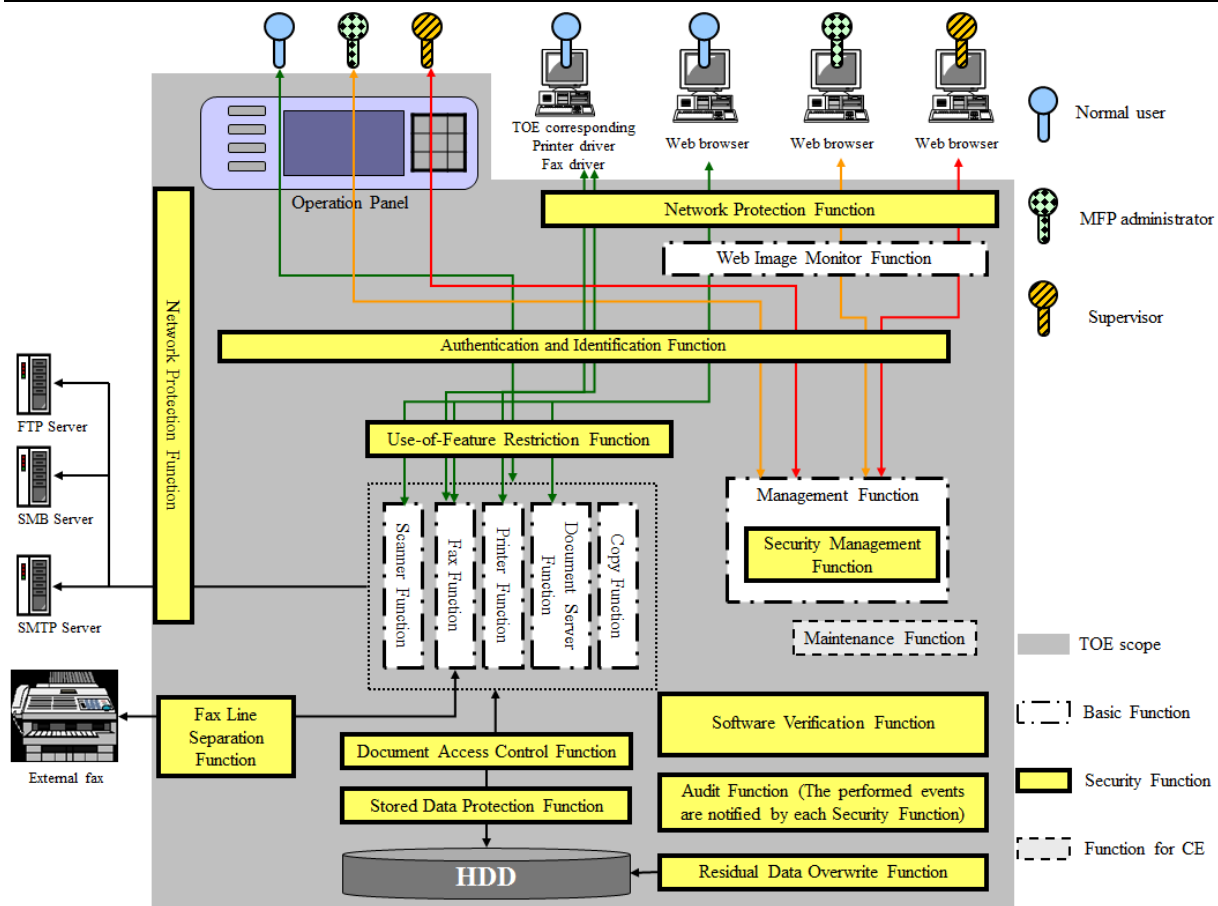 TOE corresponding
Printer driver
Fax driver
Web browser
Web browser
Web browser
Normal user
Operation Panel
Network Protection Function
MFP administrator
Web Image Monitor Function
Network Protection Function
Supervisor
Authentication and Identification Function
FTP Server
Use-of-Feature Restriction Function
SMB Server
Scanner Function
Fax Function
Printer Function
Document Server
Function
Copy Function
Management Function
Security Management
Function
SMTP Server
Maintenance Function
TOE scope
Fax Line
Separation
Function
External fax
Software Verification Function
Basic Function
Document Access Control Function
Stored Data Protection Function
Audit Function (The performed events
are notified by each Security Function)
Security Function
HDD
Residual Data Overwrite Function
Function for CE